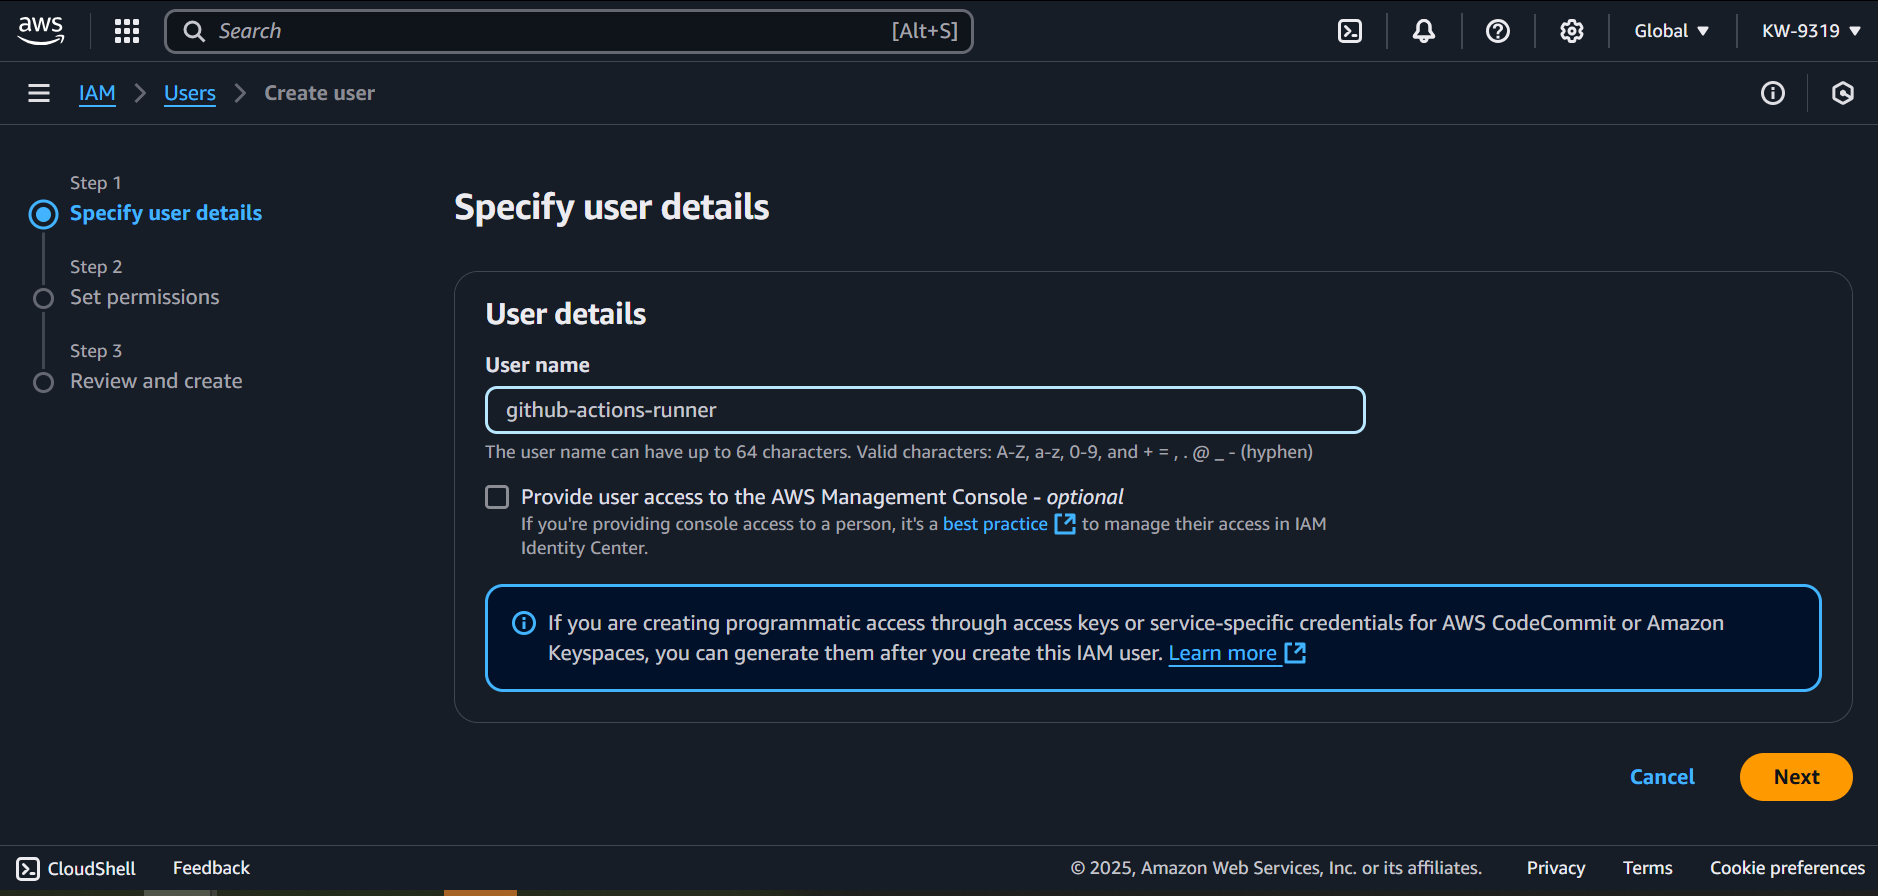 aws
Search [Alt+S]
Global
KW-9319
IAM
Users
Create user
Step 1
Specify user details
Step 2
Set permissions
Step 3
Review and create
Specify user details
User details
User name
github-actions-runner
The user name can have up to 64 characters. Valid characters: A-Z, a-z, 0-9, and + = , . @ _ - (hyphen)
Provide user access to the AWS Management Console - optional
If you're providing console access to a person, it's a best practice to manage their access in IAM
Identity Center.
If you are creating programmatic access through access keys or service-specific credentials for AWS CodeCommit or Amazon
Keyspaces, you can generate them after you create this IAM user. Learn more
Cancel
Next
CloudShell
Feedback
© 2025, Amazon Web Services, Inc. or its affiliates.
Privacy
Terms
Cookie preferences